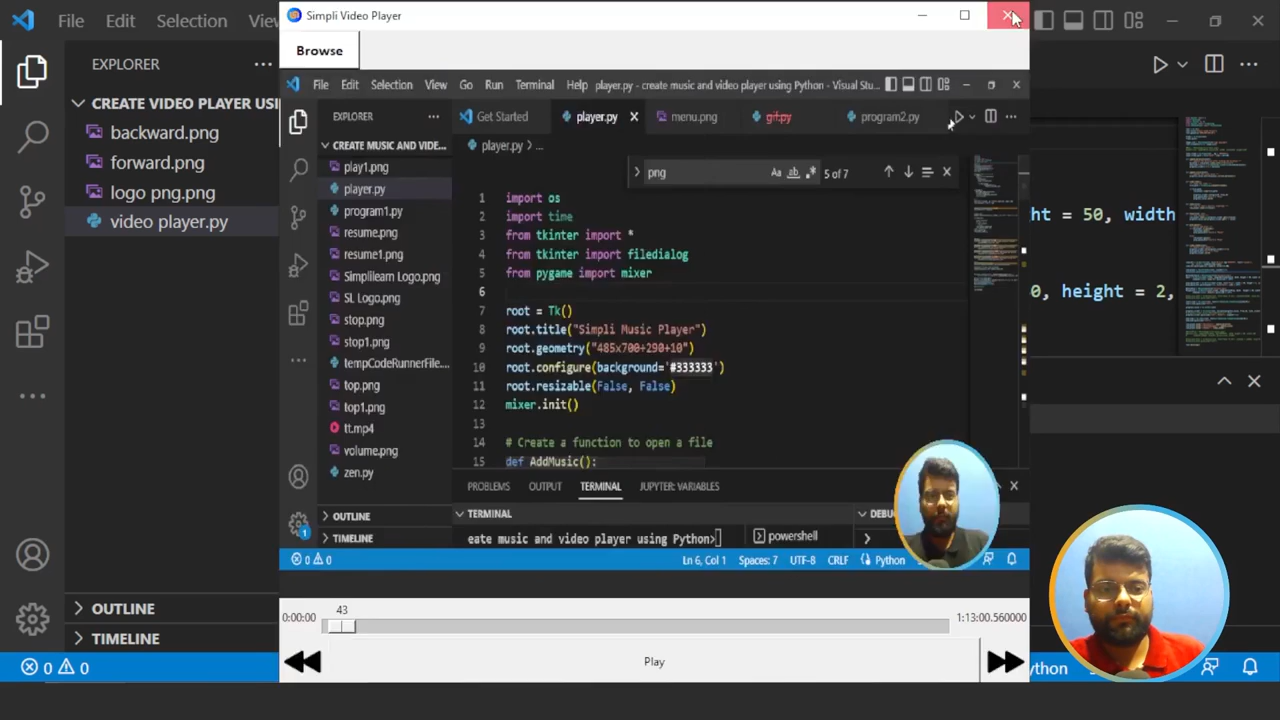 File Edit Selection View
Simpli Video Player
Browse
EXPLORER
CREATE VIDEO PLAYER USI
backward.png
forward.png
logo png.png
video player.py
OUTLINE
TIMELINE
0 0
File Edit Selection View Go Run Terminal Help player.py - create music and video player using Python - Visual Stu...
EXPLORER
CREATE MUSIC AND VIDE...
play1.png
player.py
program1.py
resume.png
resume1.png
Simplilearn Logo.png
SL Logo.png
stop.png
stop1.png
tempCodeRunnerFile...
top.png
top1.png
tt.mp4
volume.png
zen.py
OUTLINE
TIMELINE
Get Started player.py menu.png gif.py program2.py
player.py > ...
png Aa ab 5 of 7
1 import os
2 import time
3 from tkinter import *
4 from tkinter import filedialog
5 from pygame import mixer
6
7 root = Tk()
8 root.title("Simpli Music Player")
9 root.geometry("485x700+290+10")
10 root.configure(background='#333333')
11 root.resizable(False, False)
12 mixer.init()
13
14 # Create a function to open a file
15 def AddMusic():
PROBLEMS OUTPUT TERMINAL JUPYTER: VARIABLES
TERMINAL DEBU
eate music and video player using Python> powershell
1
0 0 Ln 6, Col 1 Spaces: 7 UTF-8 CRLF Python
43
0:00:00 1:13:00.560000
Play
ht = 50, width
0, height = 2,
ython